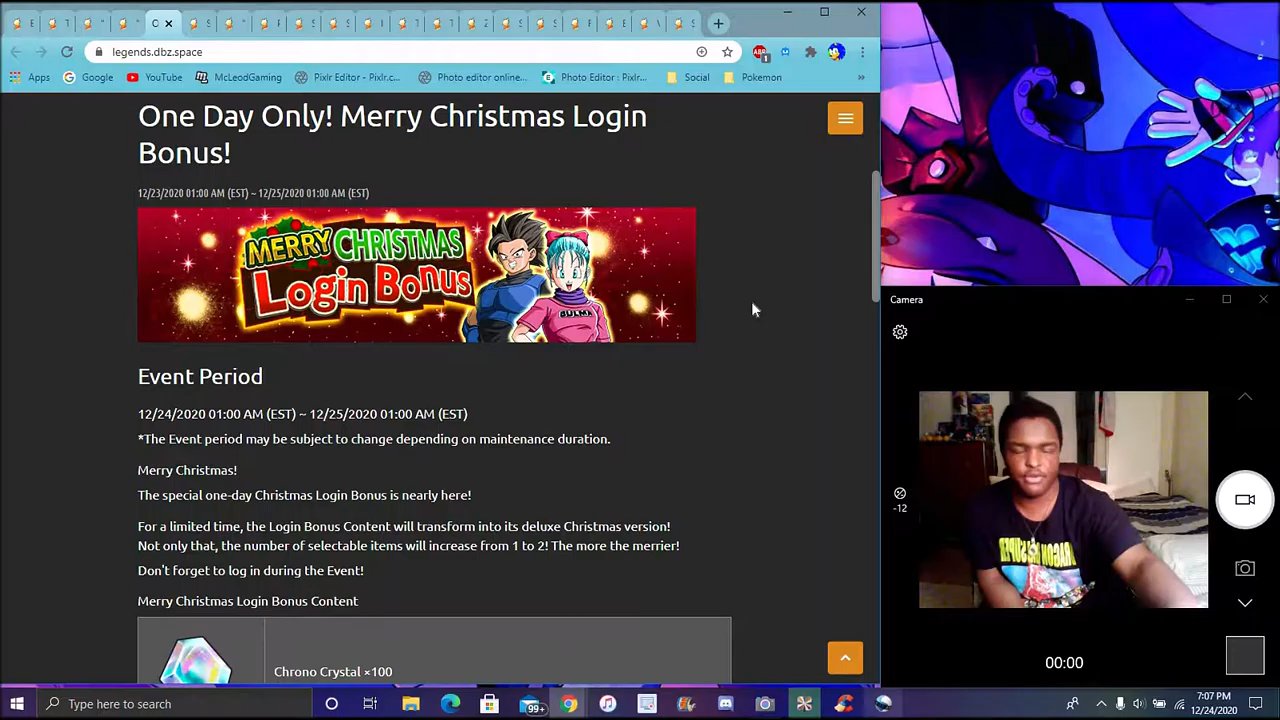 legends.dbz.space
Apps
Google
YouTube
McLeodGaming
Pixlr Editor - Pixlr.c...
Photo editor online...
Photo Editor : Pixlr...
Social
Pokemon
»
One Day Only! Merry Christmas Login
Bonus!
12/23/2020 01:00 AM (EST) ~ 12/25/2020 01:00 AM (EST)
MERRY CHRISTMAS
Login Bonus
BULMA
Event Period
12/24/2020 01:00 AM (EST) ~ 12/25/2020 01:00 AM (EST)
*The Event period may be subject to change depending on maintenance duration.
Merry Christmas!
The special one-day Christmas Login Bonus is nearly here!
For a limited time, the Login Bonus Content will transform into its deluxe Christmas version!
Not only that, the number of selectable items will increase from 1 to 2! The more the merrier!
Don't forget to log in during the Event!
Merry Christmas Login Bonus Content
Chrono Crystal ×100
Camera
-12
DRAGON BALL SUPER
00:00
Type here to search
99+
7:07 PM
12/24/2020